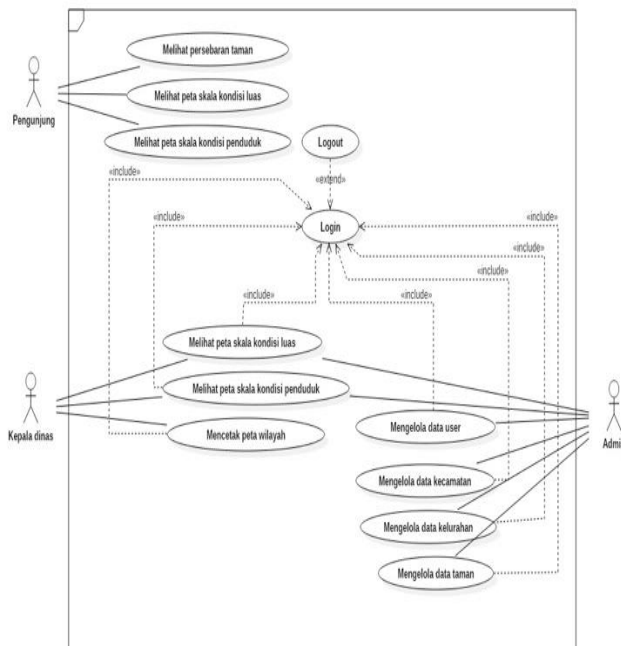 Melihat persebaran taman
Melihat peta skala kondisi luas
Pengunjung
Melihat peta skala kondisi penduduk
Logout
«include»
«extend»
«include»
«include»
Login
«include»
«include»
«include»
«include»
Melihat peta skala kondisi luas
Melihat peta skala kondisi penduduk
Kepala dinas
Mencetak peta wilayah
Mengelola data user
Admi
Mengelola data kecamatan
Mengelola data kelurahan
Mengelola data taman